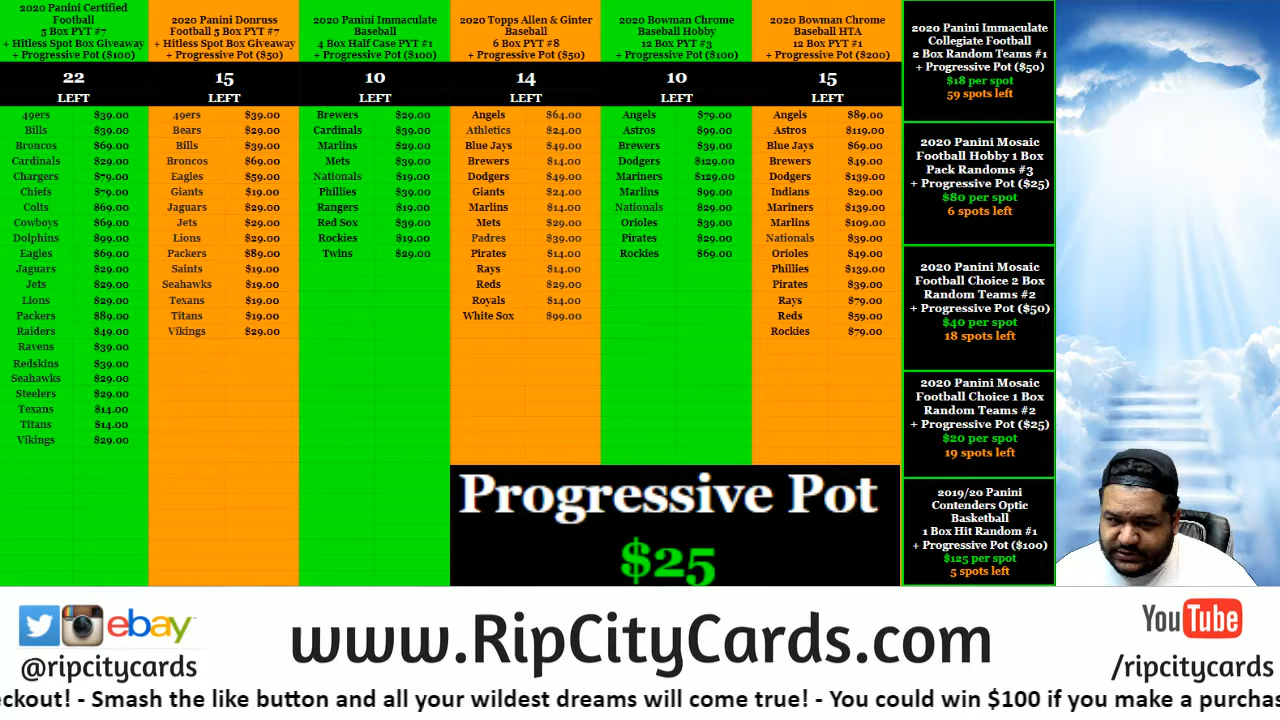 2020 Panini Certified
Football
5 Box PYT #7
+ Hitless Spot Box Giveaway
+ Progressive Pot ($100)
22
LEFT
49ers $39.00
Bills $39.00
Broncos $69.00
Cardinals $29.00
Chargers $79.00
Chiefs $79.00
Colts $69.00
Cowboys $69.00
Dolphins $99.00
Eagles $69.00
Jaguars $29.00
Jets $29.00
Lions $29.00
Packers $89.00
Raiders $49.00
Ravens $39.00
Redskins $39.00
Seahawks $29.00
Steelers $29.00
Texans $14.00
Titans $14.00
Vikings $29.00
2020 Panini Donruss
Football 5 Box PYT #7
+ Hitless Spot Box Giveaway
+ Progressive Pot ($50)
15
LEFT
49ers $39.00
Bears $29.00
Bills $39.00
Broncos $69.00
Eagles $59.00
Giants $19.00
Jaguars $29.00
Jets $29.00
Lions $29.00
Packers $89.00
Saints $19.00
Seahawks $19.00
Texans $19.00
Titans $19.00
Vikings $29.00
2020 Panini Immaculate
Baseball
4 Box Half Case PYT #1
+ Progressive Pot ($100)
10
LEFT
Brewers $29.00
Cardinals $39.00
Marlins $29.00
Mets $39.00
Nationals $19.00
Phillies $39.00
Rangers $19.00
Red Sox $39.00
Rockies $19.00
Twins $29.00
2020 Topps Allen & Ginter
Baseball
6 Box PYT #8
+ Progressive Pot ($50)
14
LEFT
Angels $64.00
Athletics $24.00
Blue Jays $49.00
Brewers $14.00
Dodgers $49.00
Giants $24.00
Marlins $14.00
Mets $29.00
Padres $39.00
Pirates $14.00
Rays $14.00
Reds $29.00
Royals $14.00
White Sox $99.00
2020 Bowman Chrome
Baseball Hobby
12 Box PYT #3
+ Progressive Pot ($100)
10
LEFT
Angels $79.00
Astros $99.00
Brewers $39.00
Dodgers $129.00
Mariners $129.00
Marlins $99.00
Nationals $29.00
Orioles $39.00
Pirates $29.00
Rockies $69.00
2020 Bowman Chrome
Baseball HTA
12 Box PYT #1
+ Progressive Pot ($200)
15
LEFT
Angels $89.00
Astros $119.00
Blue Jays $69.00
Brewers $49.00
Dodgers $139.00
Indians $29.00
Mariners $139.00
Marlins $109.00
Nationals $39.00
Orioles $49.00
Phillies $139.00
Pirates $39.00
Rays $79.00
Reds $59.00
Rockies $79.00
Progressive Pot
$25
2020 Panini Immaculate
Collegiate Football
2 Box Random Teams #1
+ Progressive Pot ($50)
$18 per spot
59 spots left
2020 Panini Mosaic
Football Hobby 1 Box
Pack Randoms #3
+ Progressive Pot ($25)
$80 per spot
6 spots left
2020 Panini Mosaic
Football Choice 2 Box
Random Teams #2
+ Progressive Pot ($50)
$40 per spot
18 spots left
2020 Panini Mosaic
Football Choice 1 Box
Random Teams #2
+ Progressive Pot ($25)
$20 per spot
19 spots left
2019/20 Panini
Contenders Optic
Basketball
1 Box Hit Random #1
+ Progressive Pot ($100)
$125 per spot
5 spots left
ebay
@ripcitycards
www.RipCityCards.com
YouTube
/ripcitycards
eckout! - Smash the like button and all your wildest dreams will come true! - You could win $100 if you make a purchas